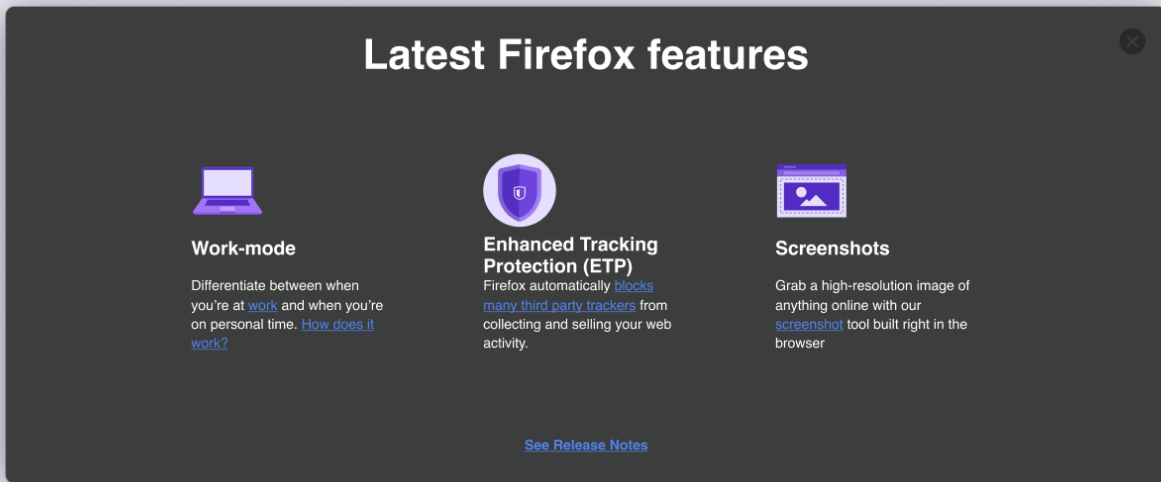 Latest Firefox features
Work-mode
Differentiate between when
you're at work and when you're
on personal time. How does it
work?
Enhanced Tracking
Protection (ETP)
Firefox automatically blocks
many third party trackers from
collecting and selling your web
activity.
Screenshots
Grab a high-resolution image of
anything online with our
screenshot tool built right in the
browser
See Release Notes